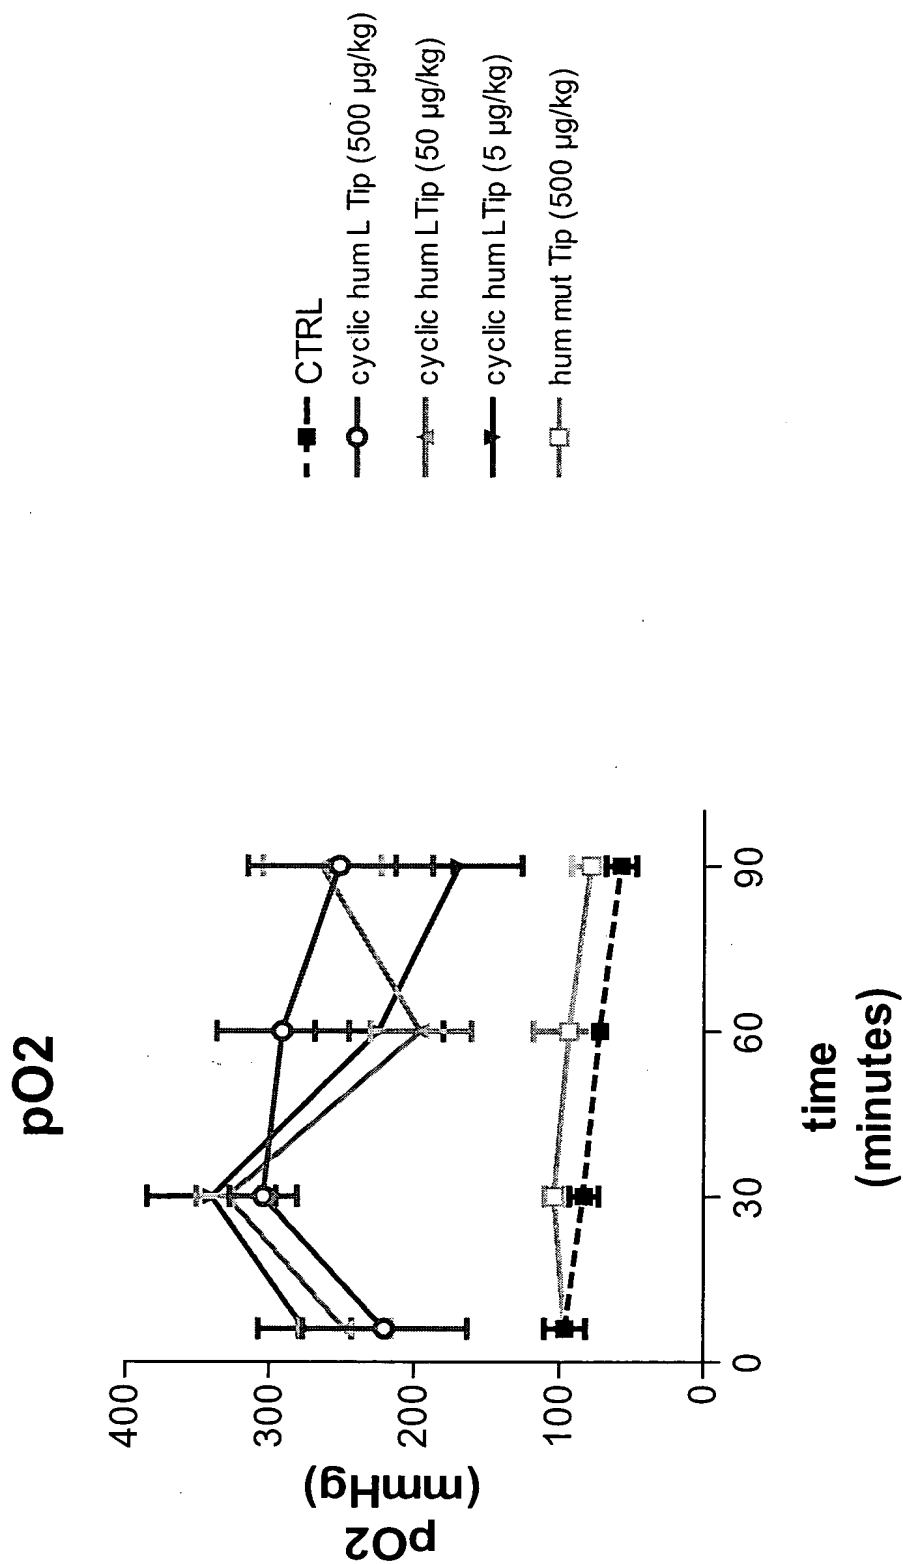 pO2
pO2
(mmHg)
400
300
200
100
0
0
30
60
90
time
(minutes)
CTRL
cyclic hum L Tip (500 µg/kg)
cyclic hum LTip (50 µg/kg)
cyclic hum LTip (5 µg/kg)
hum mut Tip (500 µg/kg)